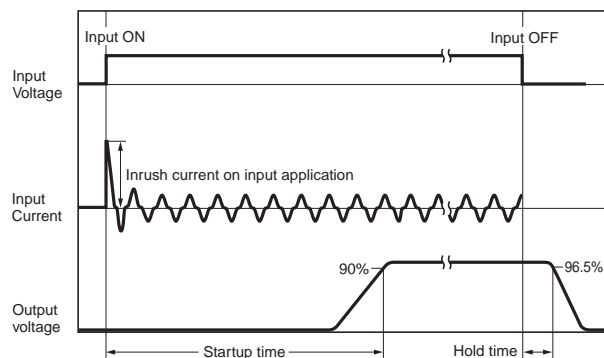 Input ON
Input OFF
Input
Voltage
Inrush current on input application
Input
Current
90%
96.5%
Output
voltage
Startup time
Hold time